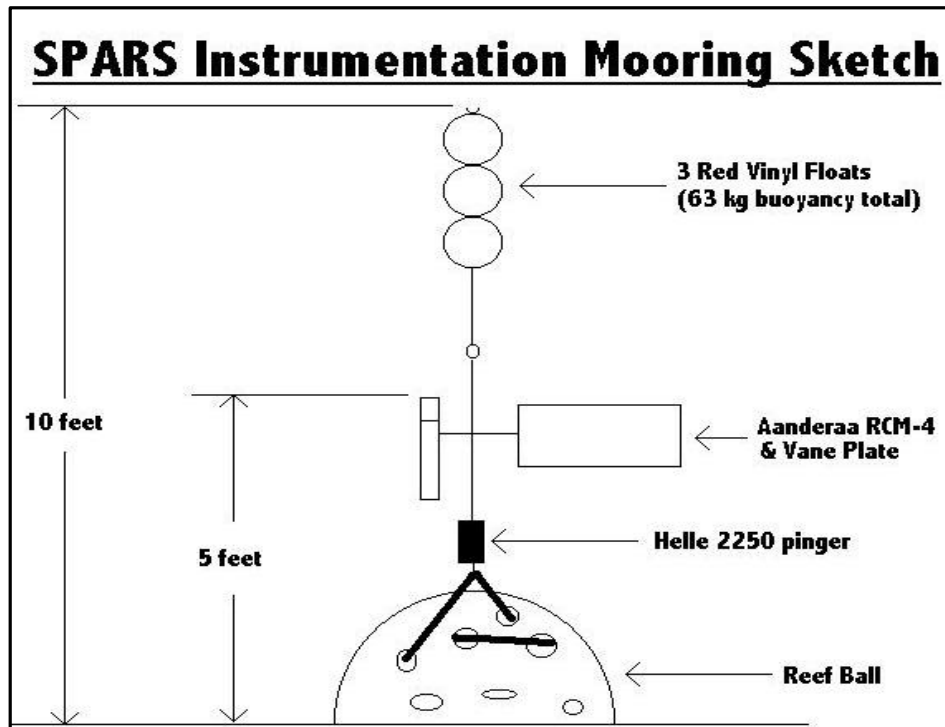 SPARS Instrumentation Mooring Sketch
3 Red Vinyl Floats
(63 kg buoyancy total)
10 feet
Aanderaa RCM-4
& Vane Plate
5 feet
Helle 2250 pinger
Reef Ball